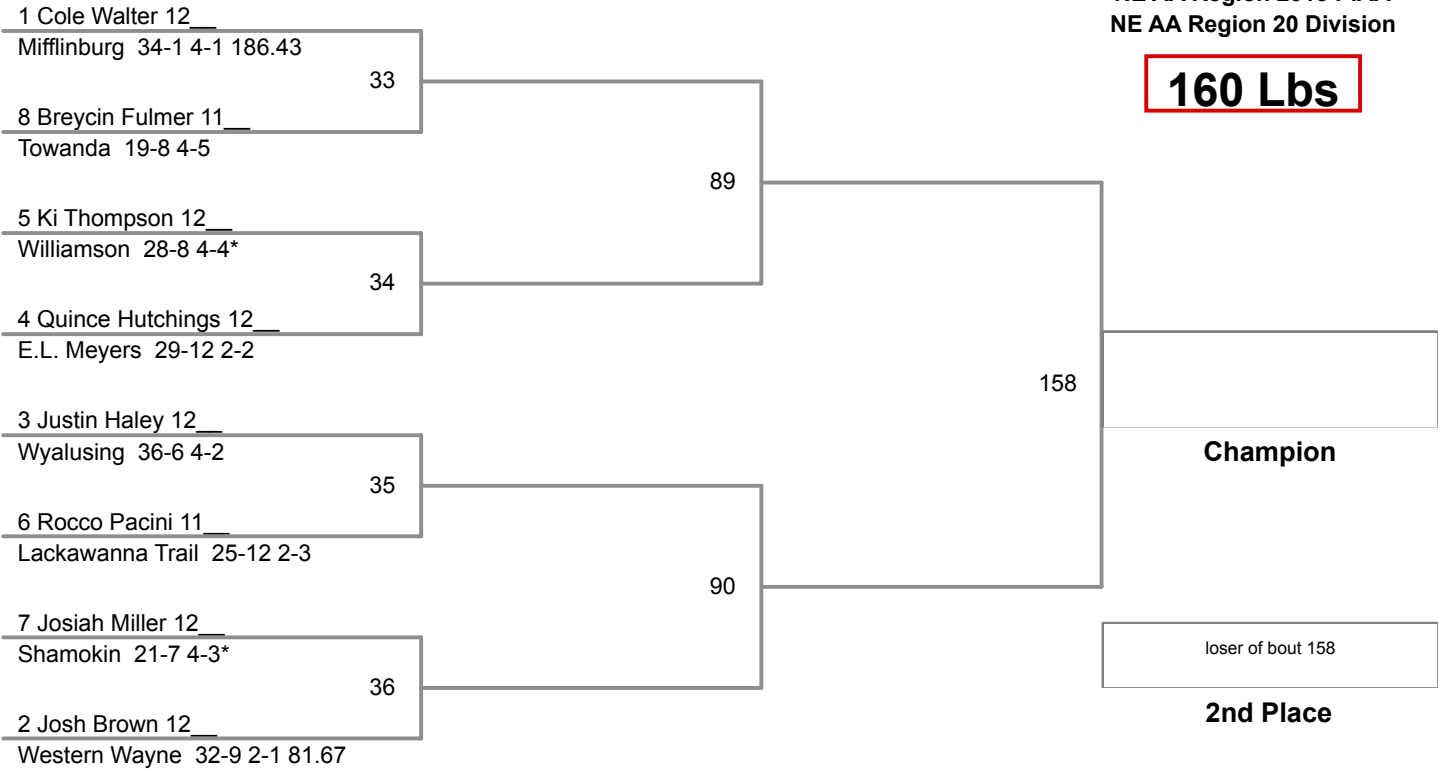 NE AA Region 20 Division
160 Lbs
1 Cole Walter 12__
Mifflinburg 34-1 4-1 186.43
33
8 Breycin Fulmer 11__
Towanda 19-8 4-5
89
5 Ki Thompson 12__
Williamson 28-8 4-4*
34
4 Quince Hutchings 12__
E.L. Meyers 29-12 2-2
158
3 Justin Haley 12__
Wyalusing 36-6 4-2
Champion
35
6 Rocco Pacini 11__
Lackawanna Trail 25-12 2-3
90
7 Josiah Miller 12__
Shamokin 21-7 4-3*
loser of bout 158
36
2 Josh Brown 12__
2nd Place
Western Wayne 32-9 2-1 81.67